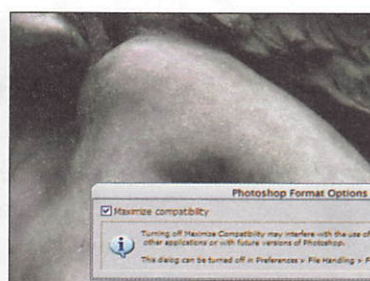 Photoshop Format Options
Maximize compatibility
Turning off Maximize Compatibility may interfere with the use of
other applications or with future versions of Photoshop.
This dialog can be turned off in Preferences > File Handling > F